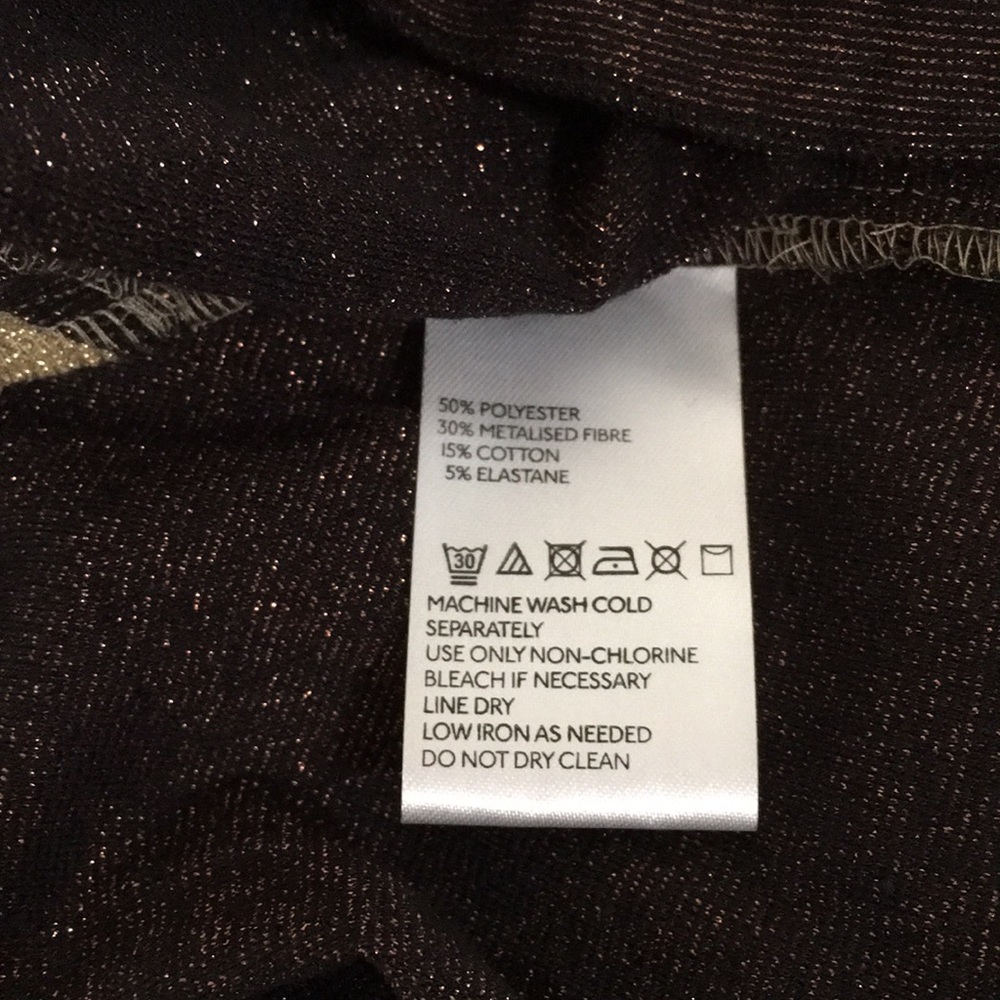 50% POLYESTER
30% METALISED FIBRE
15% COTTON
5% ELASTANE
30
MACHINE WASH COLD
SEPARATELY
USE ONLY NON-CHLORINE
BLEACH IF NECESSARY
LINE DRY
LOW IRON AS NEEDED
DO NOT DRY CLEAN